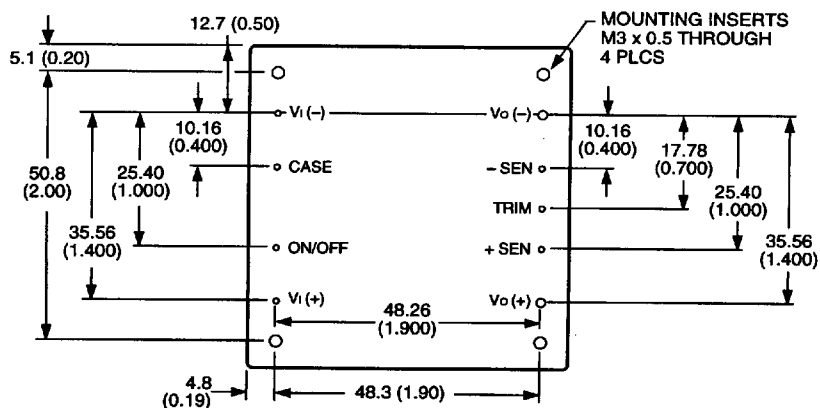 12.7 (0.50)
5.1 (0.20)
MOUNTING INSERTS
M3 x 0.5 THROUGH
4 PLCS
VI (–)
VO (–)
10.16
(0.400)
10.16
(0.400)
17.78
(0.700)
50.8
(2.00)
25.40
(1.000)
CASE
– SEN
25.40
(1.000)
TRIM
35.56
(1.400)
35.56
(1.400)
ON/OFF
+ SEN
VI (+)
VO (+)
48.26
(1.900)
4.8
(0.19)
48.3 (1.90)